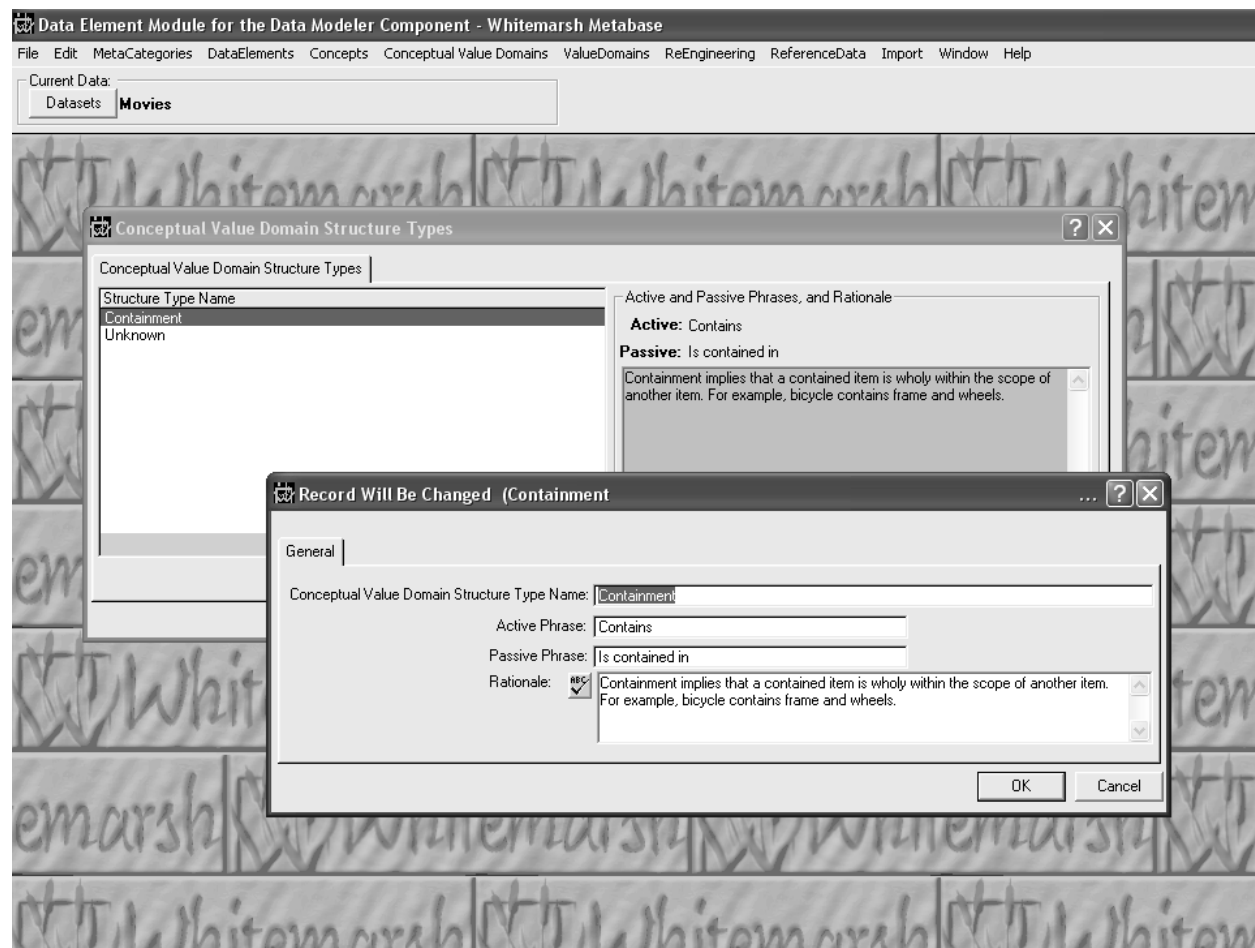 Data Element Module for the Data Modeler Component - Whitemarsh Metabase
File Edit MetaCategories DataElements Concepts Conceptual Value Domains ValueDomains ReEngineering ReferenceData Import Window Help
Current Data:
Datasets Movies
Conceptual Value Domain Structure Types
Conceptual Value Domain Structure Types
Structure Type Name
Containment
Unknown
Active and Passive Phrases, and Rationale
Active: Contains
Passive: Is contained in
Containment implies that a contained item is wholy within the scope of
another item. For example, bicycle contains frame and wheels.
Record Will Be Changed (Containment ...
General
Conceptual Value Domain Structure Type Name: Containment
Active Phrase: Contains
Passive Phrase: Is contained in
Rationale: ABC Containment implies that a contained item is wholy within the scope of another item.
For example, bicycle contains frame and wheels.
OK Cancel
Whitemarsh